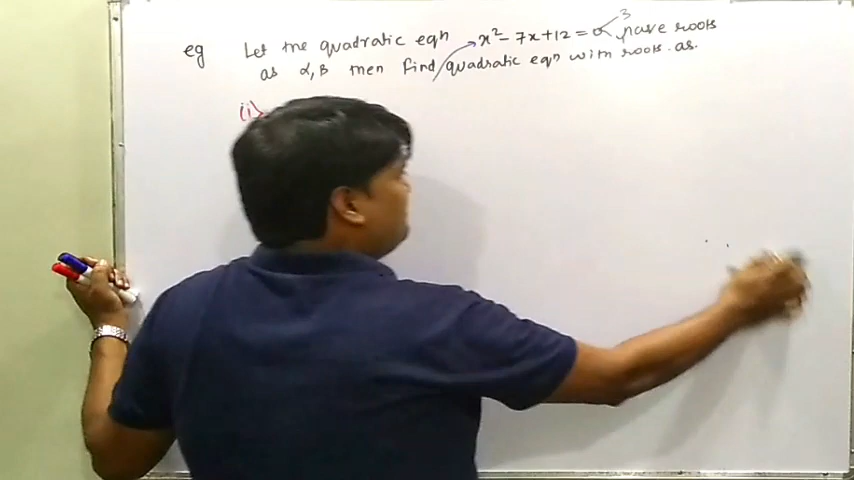 eg Let the quadratic eqn x² - 7x + 12 = 0 have roots
as α, β then find quadratic eqn with roots as.
(i)